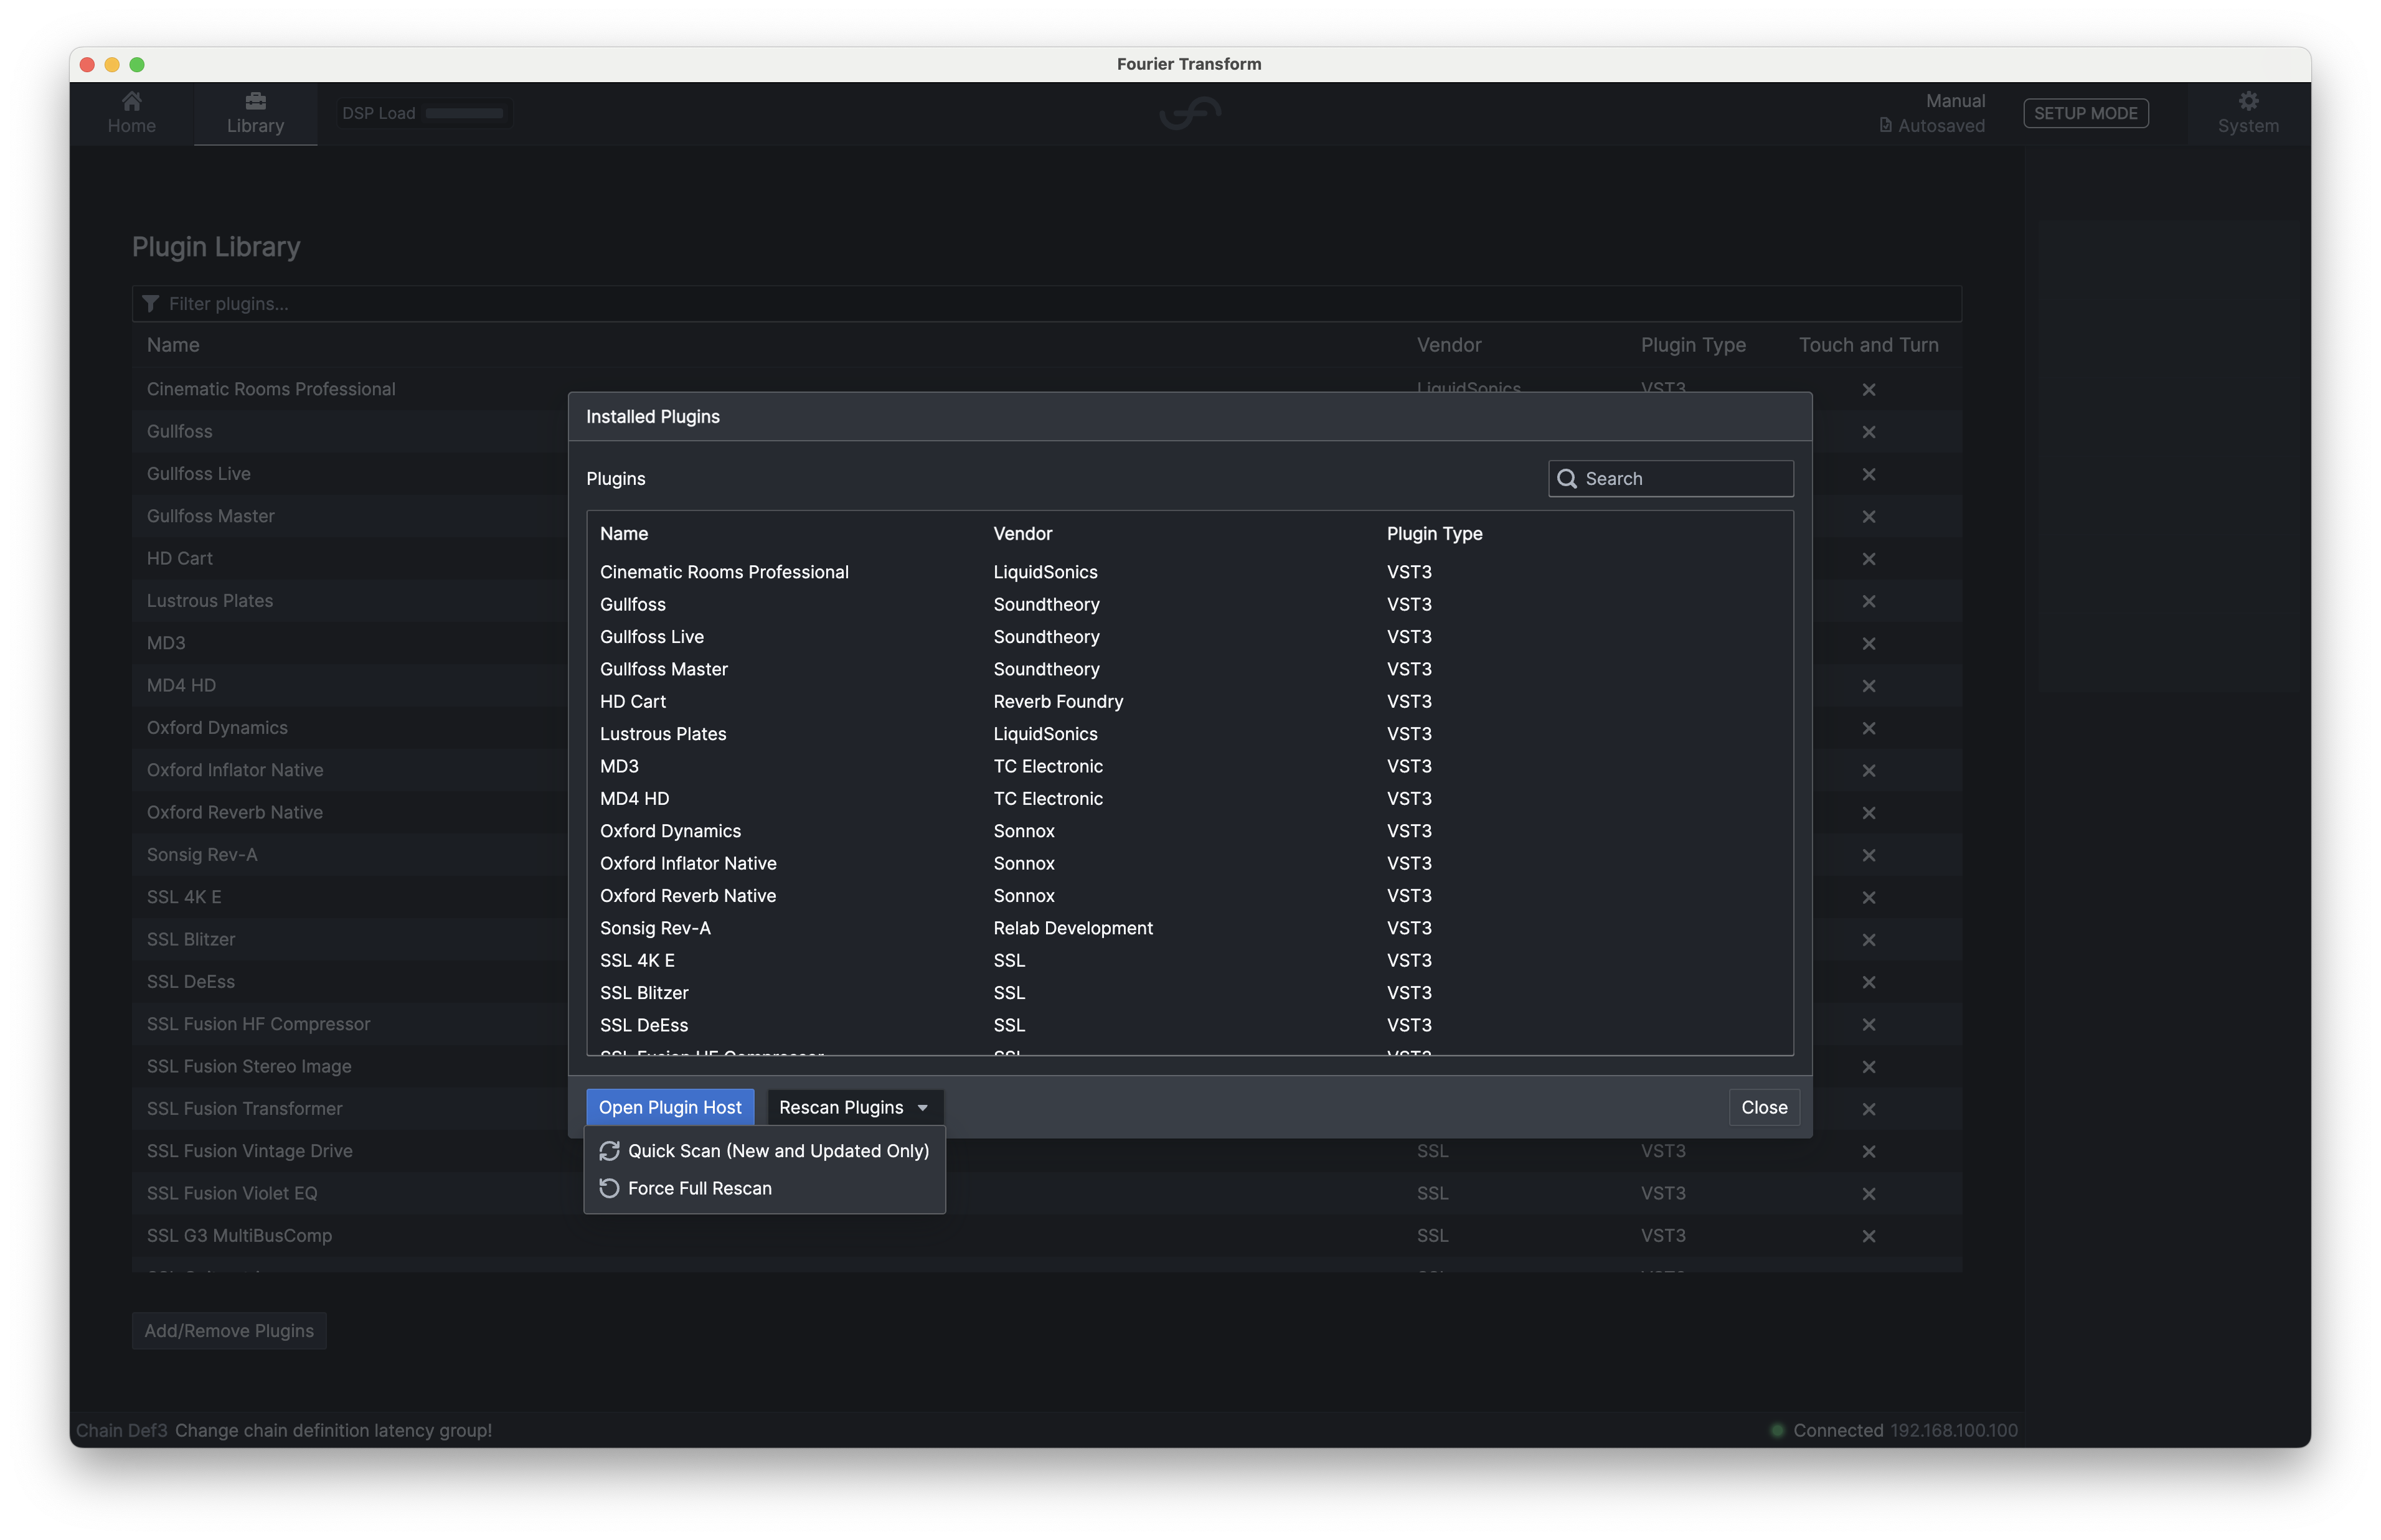 Fourier Transform
Home
Library
DSP Load
Manual
Autosaved
SETUP MODE
System
Plugin Library
Filter plugins...
Name Vendor Plugin Type Touch and Turn
Cinematic Rooms Professional LiquidSonics VST3
Gullfoss
Gullfoss Live
Gullfoss Master
HD Cart
Lustrous Plates
MD3
MD4 HD
Oxford Dynamics
Oxford Inflator Native
Oxford Reverb Native
Sonsig Rev-A
SSL 4K E
SSL Blitzer
SSL DeEss
SSL Fusion HF Compressor
SSL Fusion Stereo Image
SSL Fusion Transformer
SSL Fusion Vintage Drive SSL VST3
SSL Fusion Violet EQ SSL VST3
SSL G3 MultiBusComp SSL VST3
Add/Remove Plugins
Installed Plugins
Plugins
Search
Name Vendor Plugin Type
Cinematic Rooms Professional LiquidSonics VST3
Gullfoss Soundtheory VST3
Gullfoss Live Soundtheory VST3
Gullfoss Master Soundtheory VST3
HD Cart Reverb Foundry VST3
Lustrous Plates LiquidSonics VST3
MD3 TC Electronic VST3
MD4 HD TC Electronic VST3
Oxford Dynamics Sonnox VST3
Oxford Inflator Native Sonnox VST3
Oxford Reverb Native Sonnox VST3
Sonsig Rev-A Relab Development VST3
SSL 4K E SSL VST3
SSL Blitzer SSL VST3
SSL DeEss SSL VST3
SSL Fusion HF Compressor SSL VST3
Open Plugin Host
Rescan Plugins
Close
Quick Scan (New and Updated Only)
Force Full Rescan
Chain Def3 Change chain definition latency group!
Connected 192.168.100.100